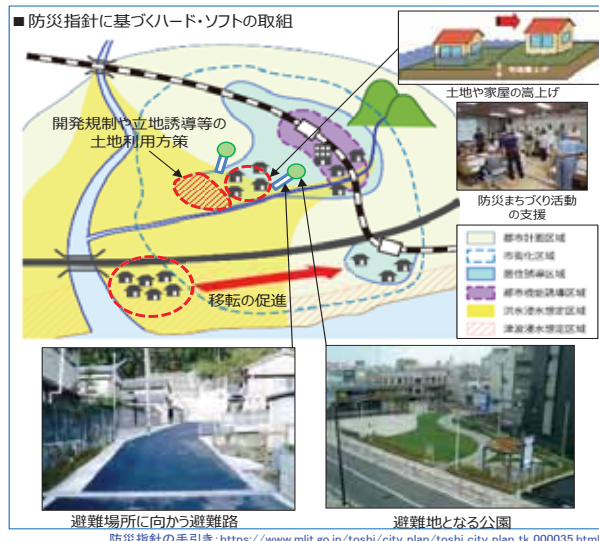 ■ 防災指針に基づくハード・ソフトの取組
土地や家屋の嵩上げ
開発規制や立地誘導等の
土地利用方策
防災まちづくり活動
の支援
都市計画区域
市街化区域
居住誘導区域
都市機能誘導区域
洪水浸水想定区域
津波浸水想定区域
移転の促進
避難場所に向かう避難路
避難地となる公園
防災指針の手引き:https://www.mlit.go.jp/toshi/city_plan/toshi_city_plan_tk_000035.html